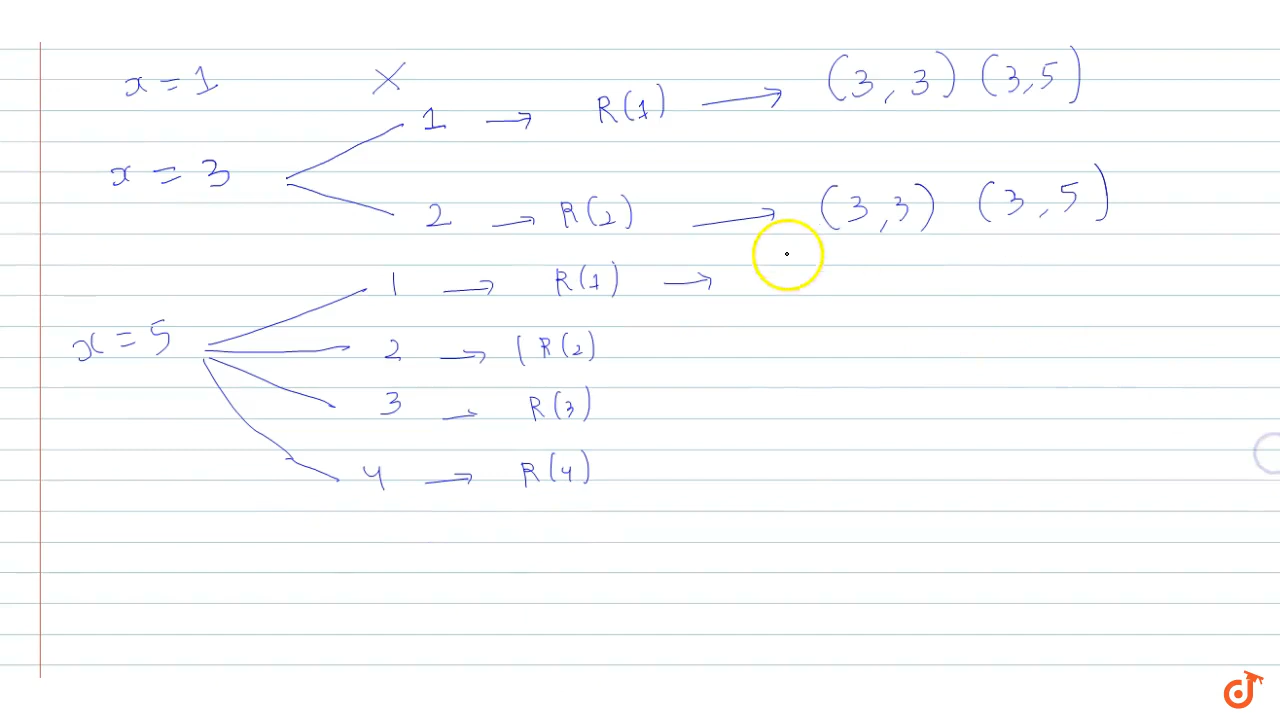 x = 1 X
1 → R(1) → (3, 3) (3, 5)
x = 3
2 → R(2) → (3, 3) (3, 5)
1 → R(1) →
x = 5
2 → ( R(2)
3 → R(3)
4 → R(4)